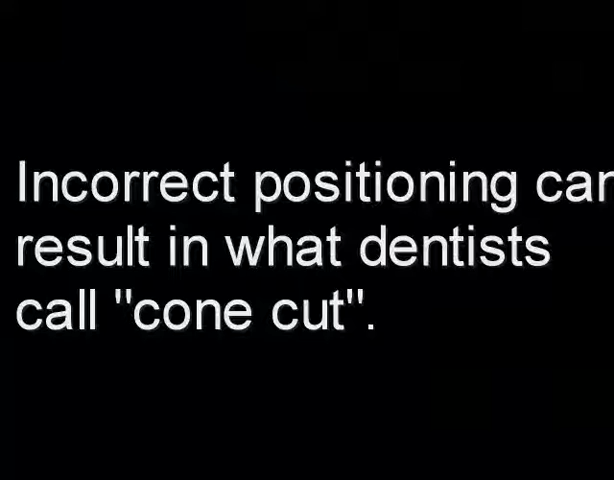 Incorrect positioning can
result in what dentists
call "cone cut".